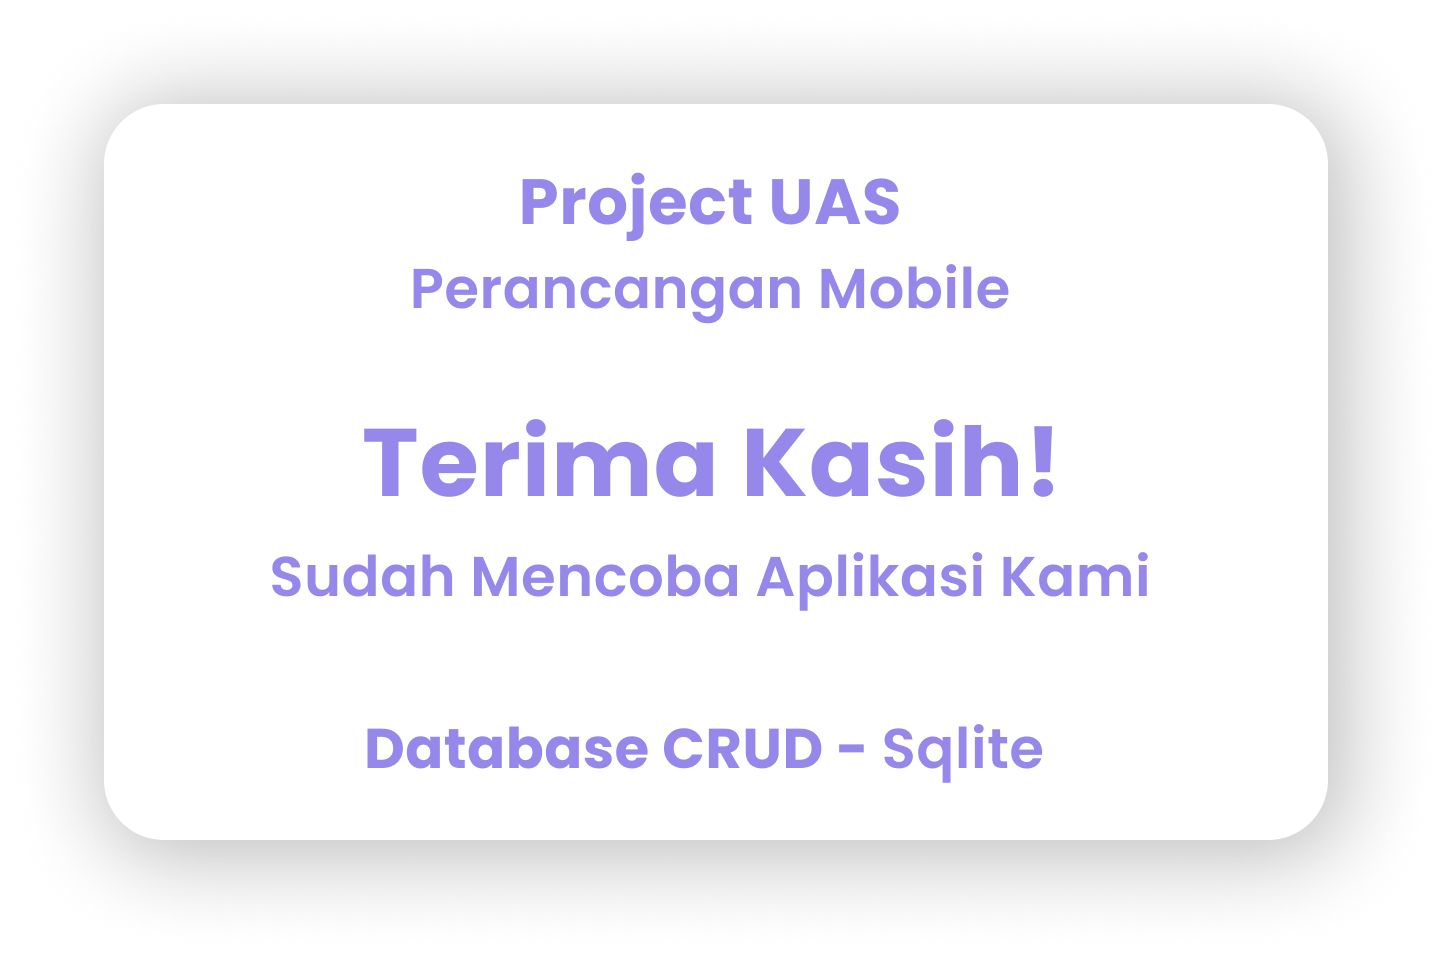 Project UAS
Perancangan Mobile
Terima Kasih!
Sudah Mencoba Aplikasi Kami
Database CRUD - Sqlite